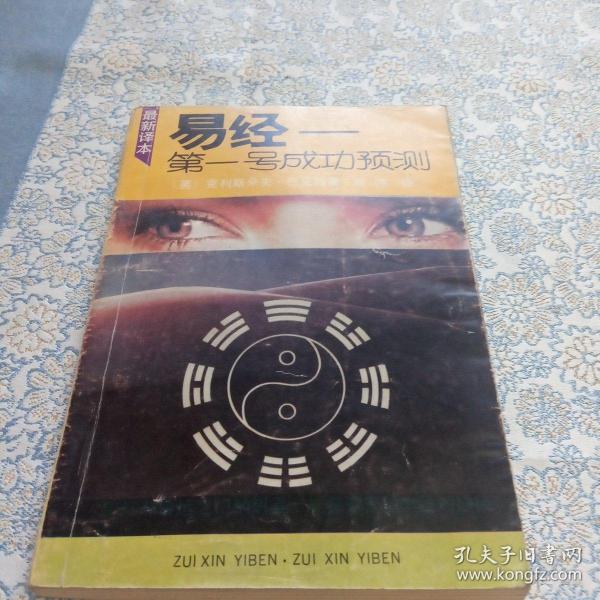 最新译本
易经—
第一号成功预测
ZUI XIN YIBEN · ZUI XIN YIBEN
孔夫子旧书网
www.kongfz.com